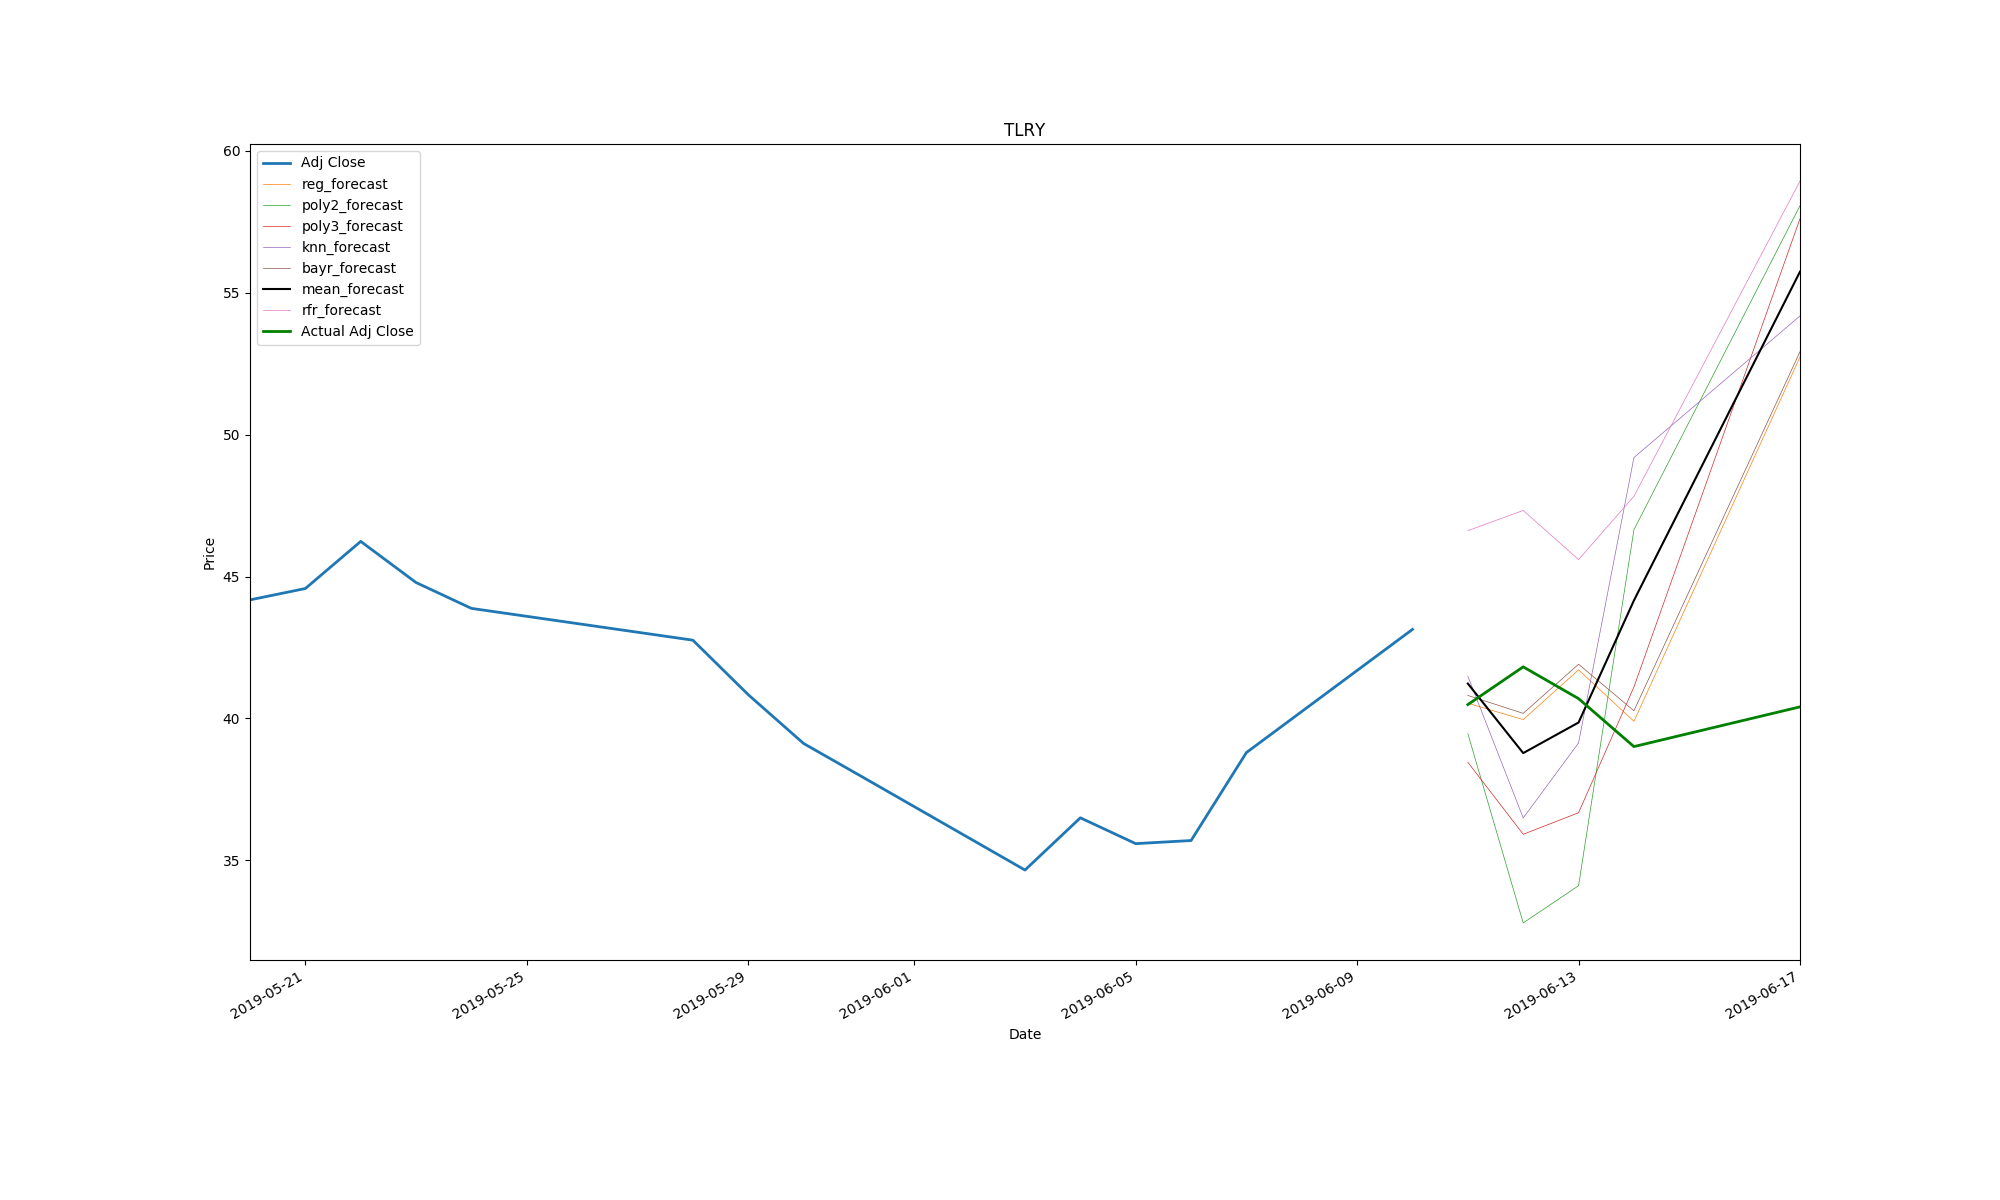 TLRY
60
55
50
45
40
35
Price
Adj Close
reg_forecast
poly2_forecast
poly3_forecast
knn_forecast
bayr_forecast
mean_forecast
rfr_forecast
Actual Adj Close
2019-05-21
2019-05-25
2019-05-29
2019-06-01
2019-06-05
2019-06-09
2019-06-13
2019-06-17
Date